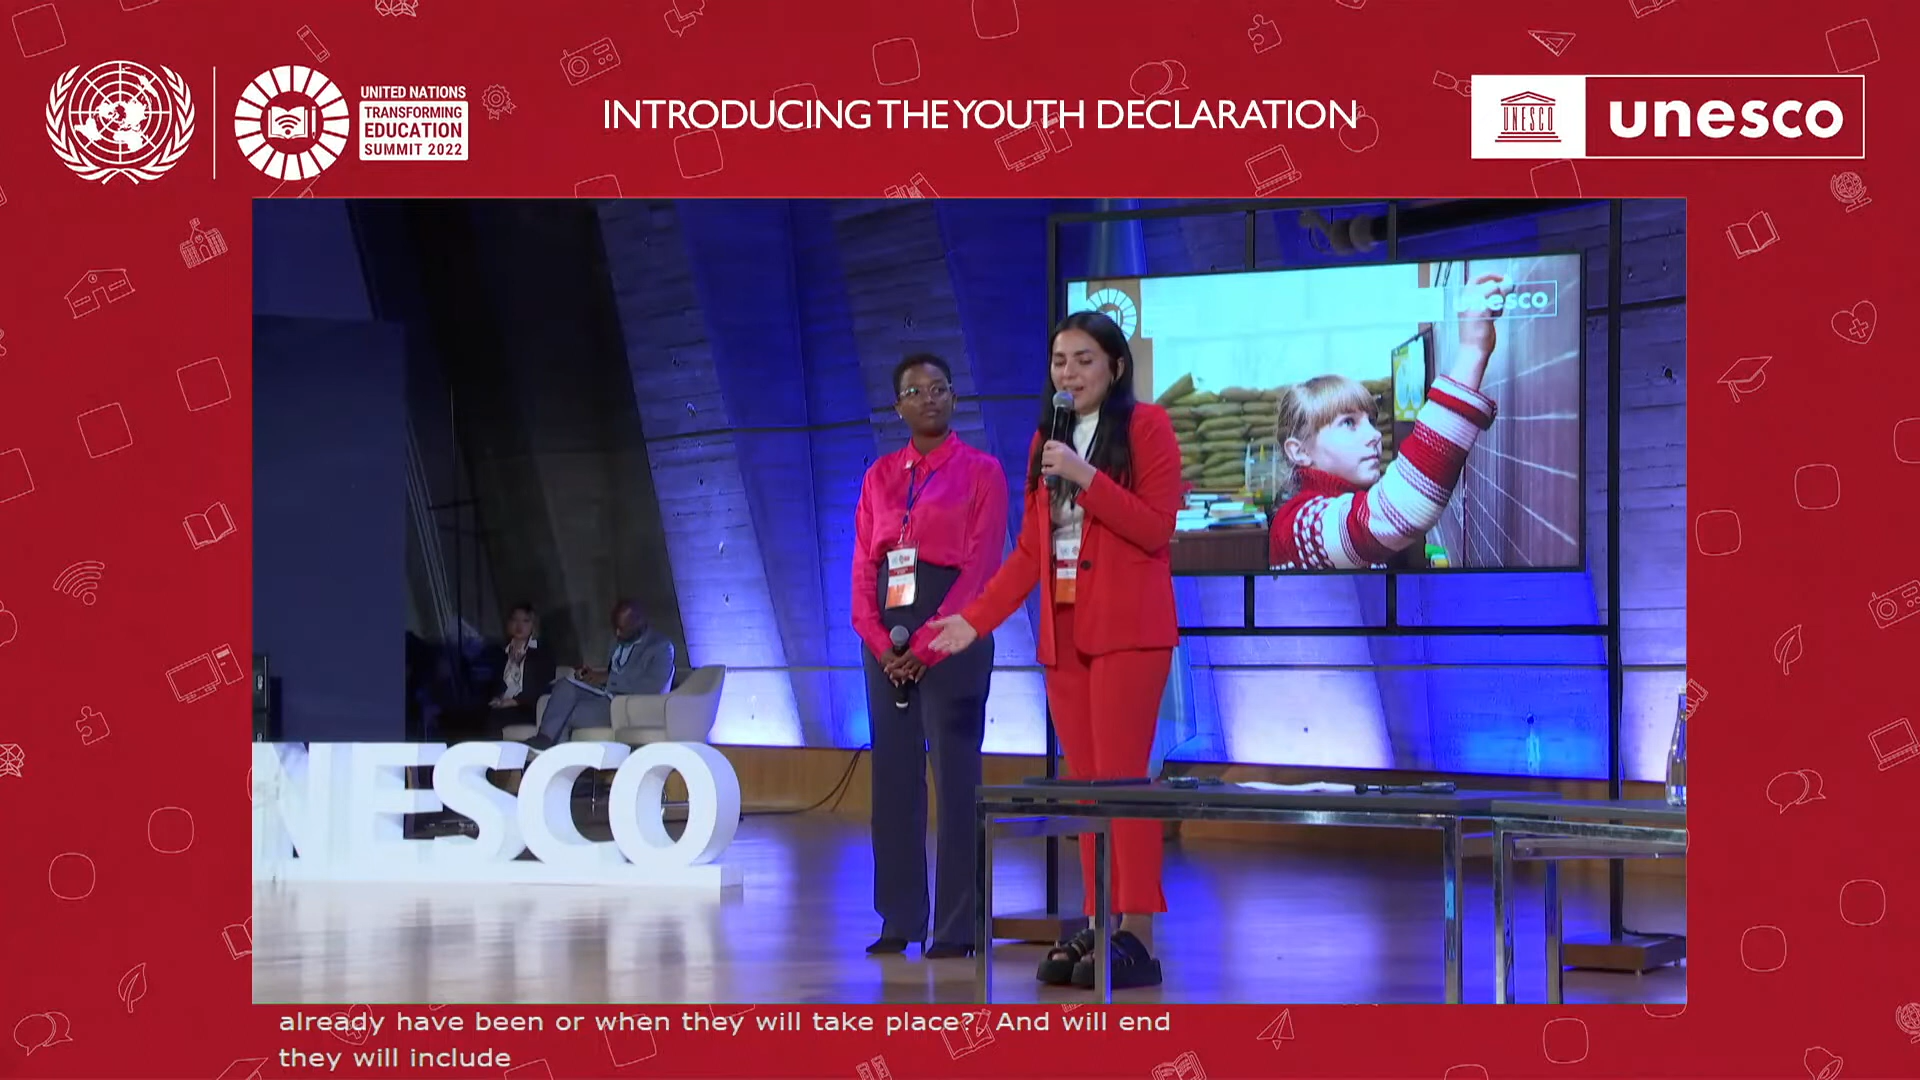 UNITED NATIONS
TRANSFORMING
EDUCATION
SUMMIT 2022
INTRODUCING THE YOUTH DECLARATION
UNESCO
unesco
unesco
NESCO
already have been or when they will take place? And will end
they will include